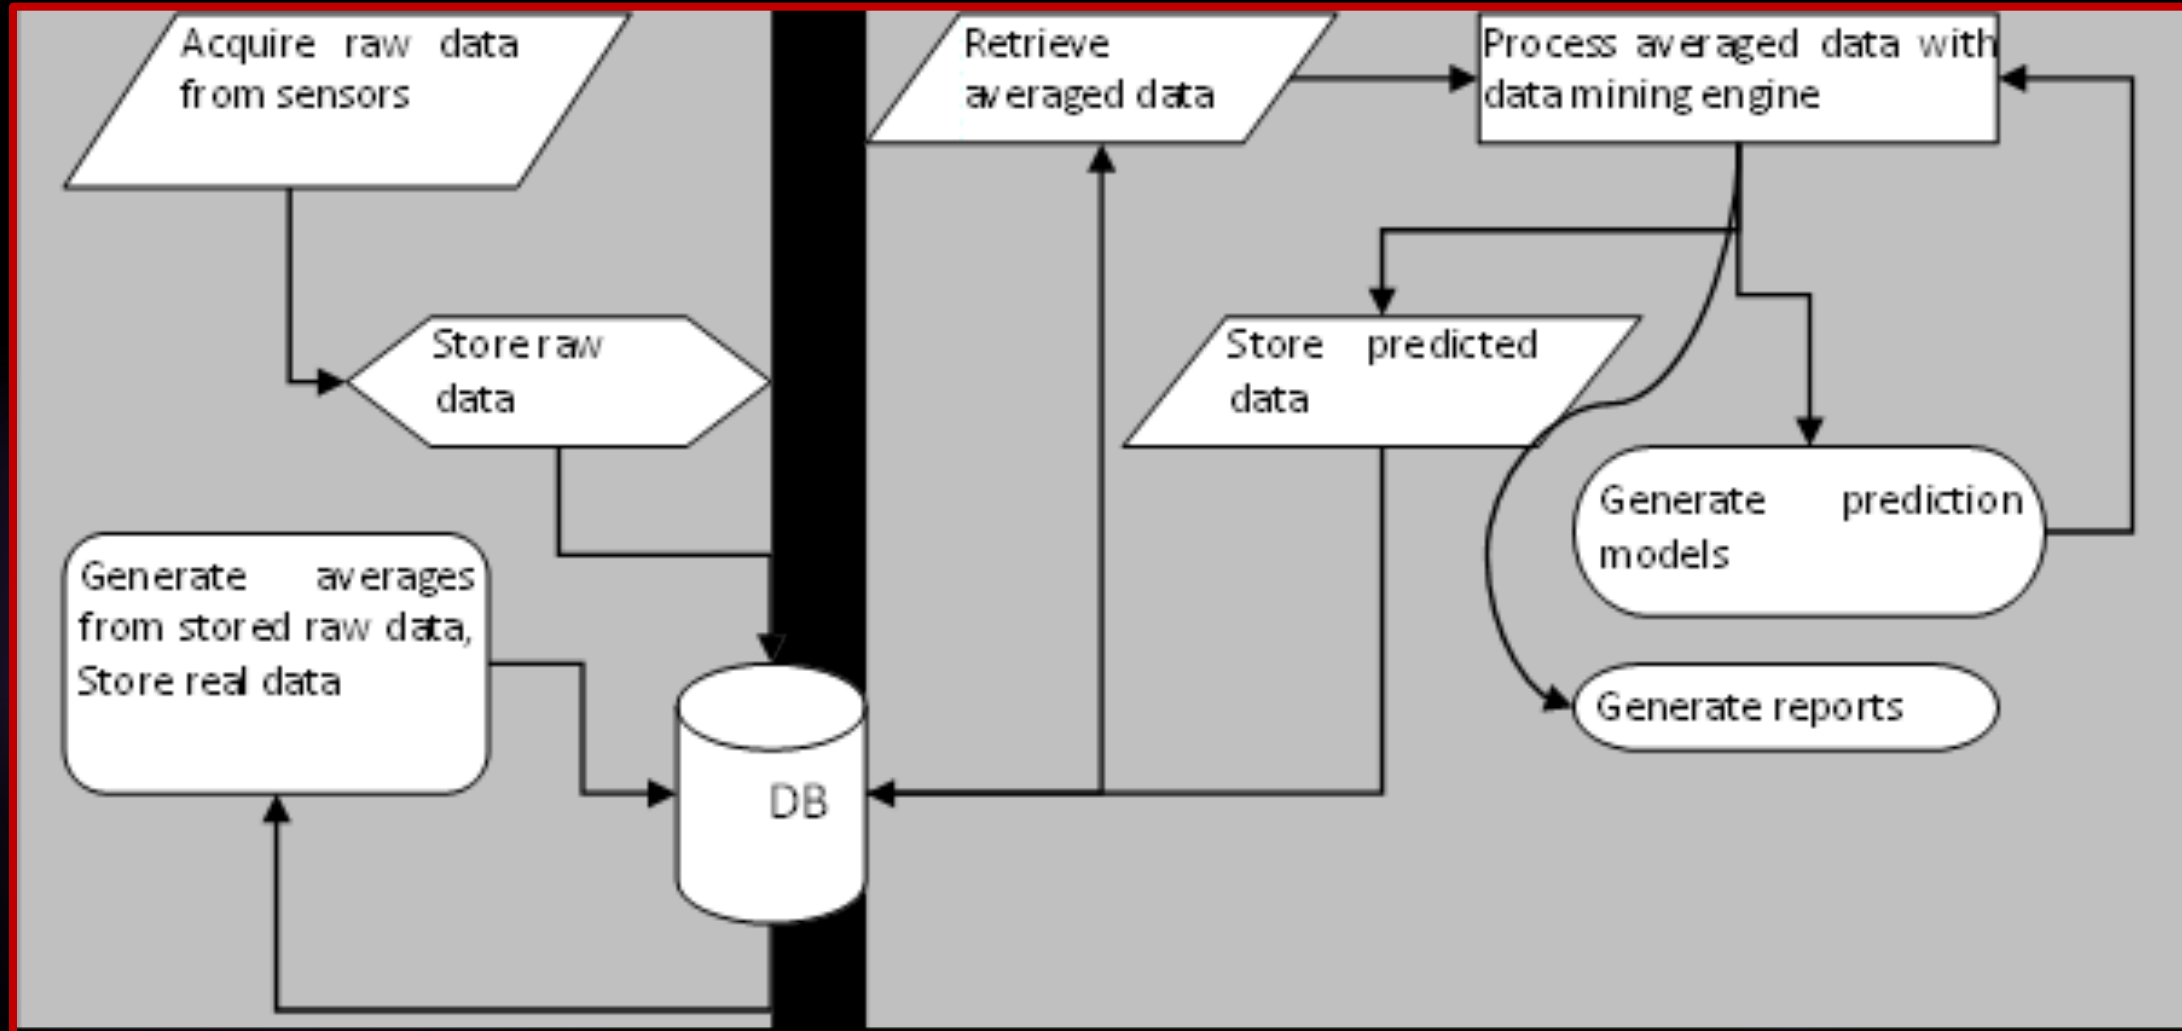 Acquire raw data
from sensors
Retrieve
averaged data
Process averaged data with
data mining engine
Store raw
data
Store predicted
data
Generate prediction
models
Generate averages
from stored raw data,
Store real data
Generate reports
DB